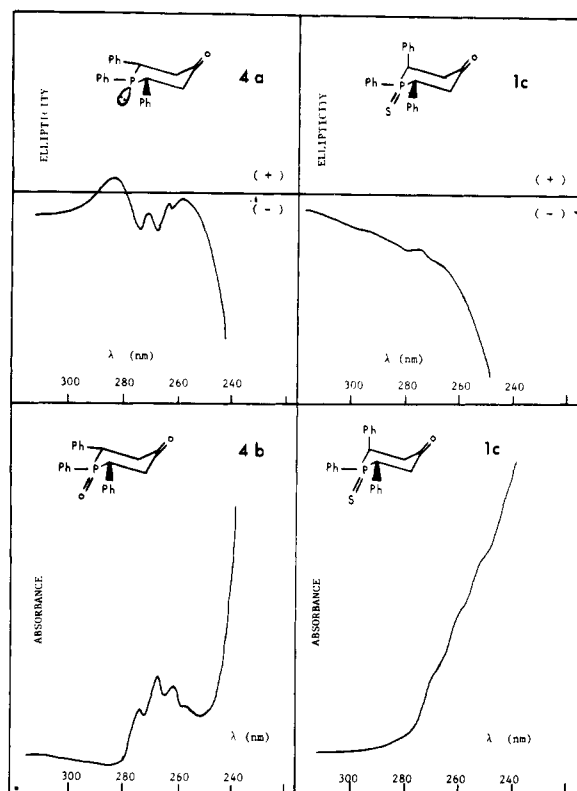 Ph
O
4a
Ph P
Ph
ELLIPTICITY
(+)
(-)
λ (nm)
300 280 260 240
Ph
O
1c
Ph P
S
Ph
ELLIPTICITY
(+)
(-)
λ (nm)
300 280 260 240
Ph
O
4b
Ph P
O
Ph
ABSORBANCE
λ (nm)
300 280 260 240
Ph
O
1c
Ph P
S
Ph
ABSORBANCE
λ (nm)
300 280 260 240